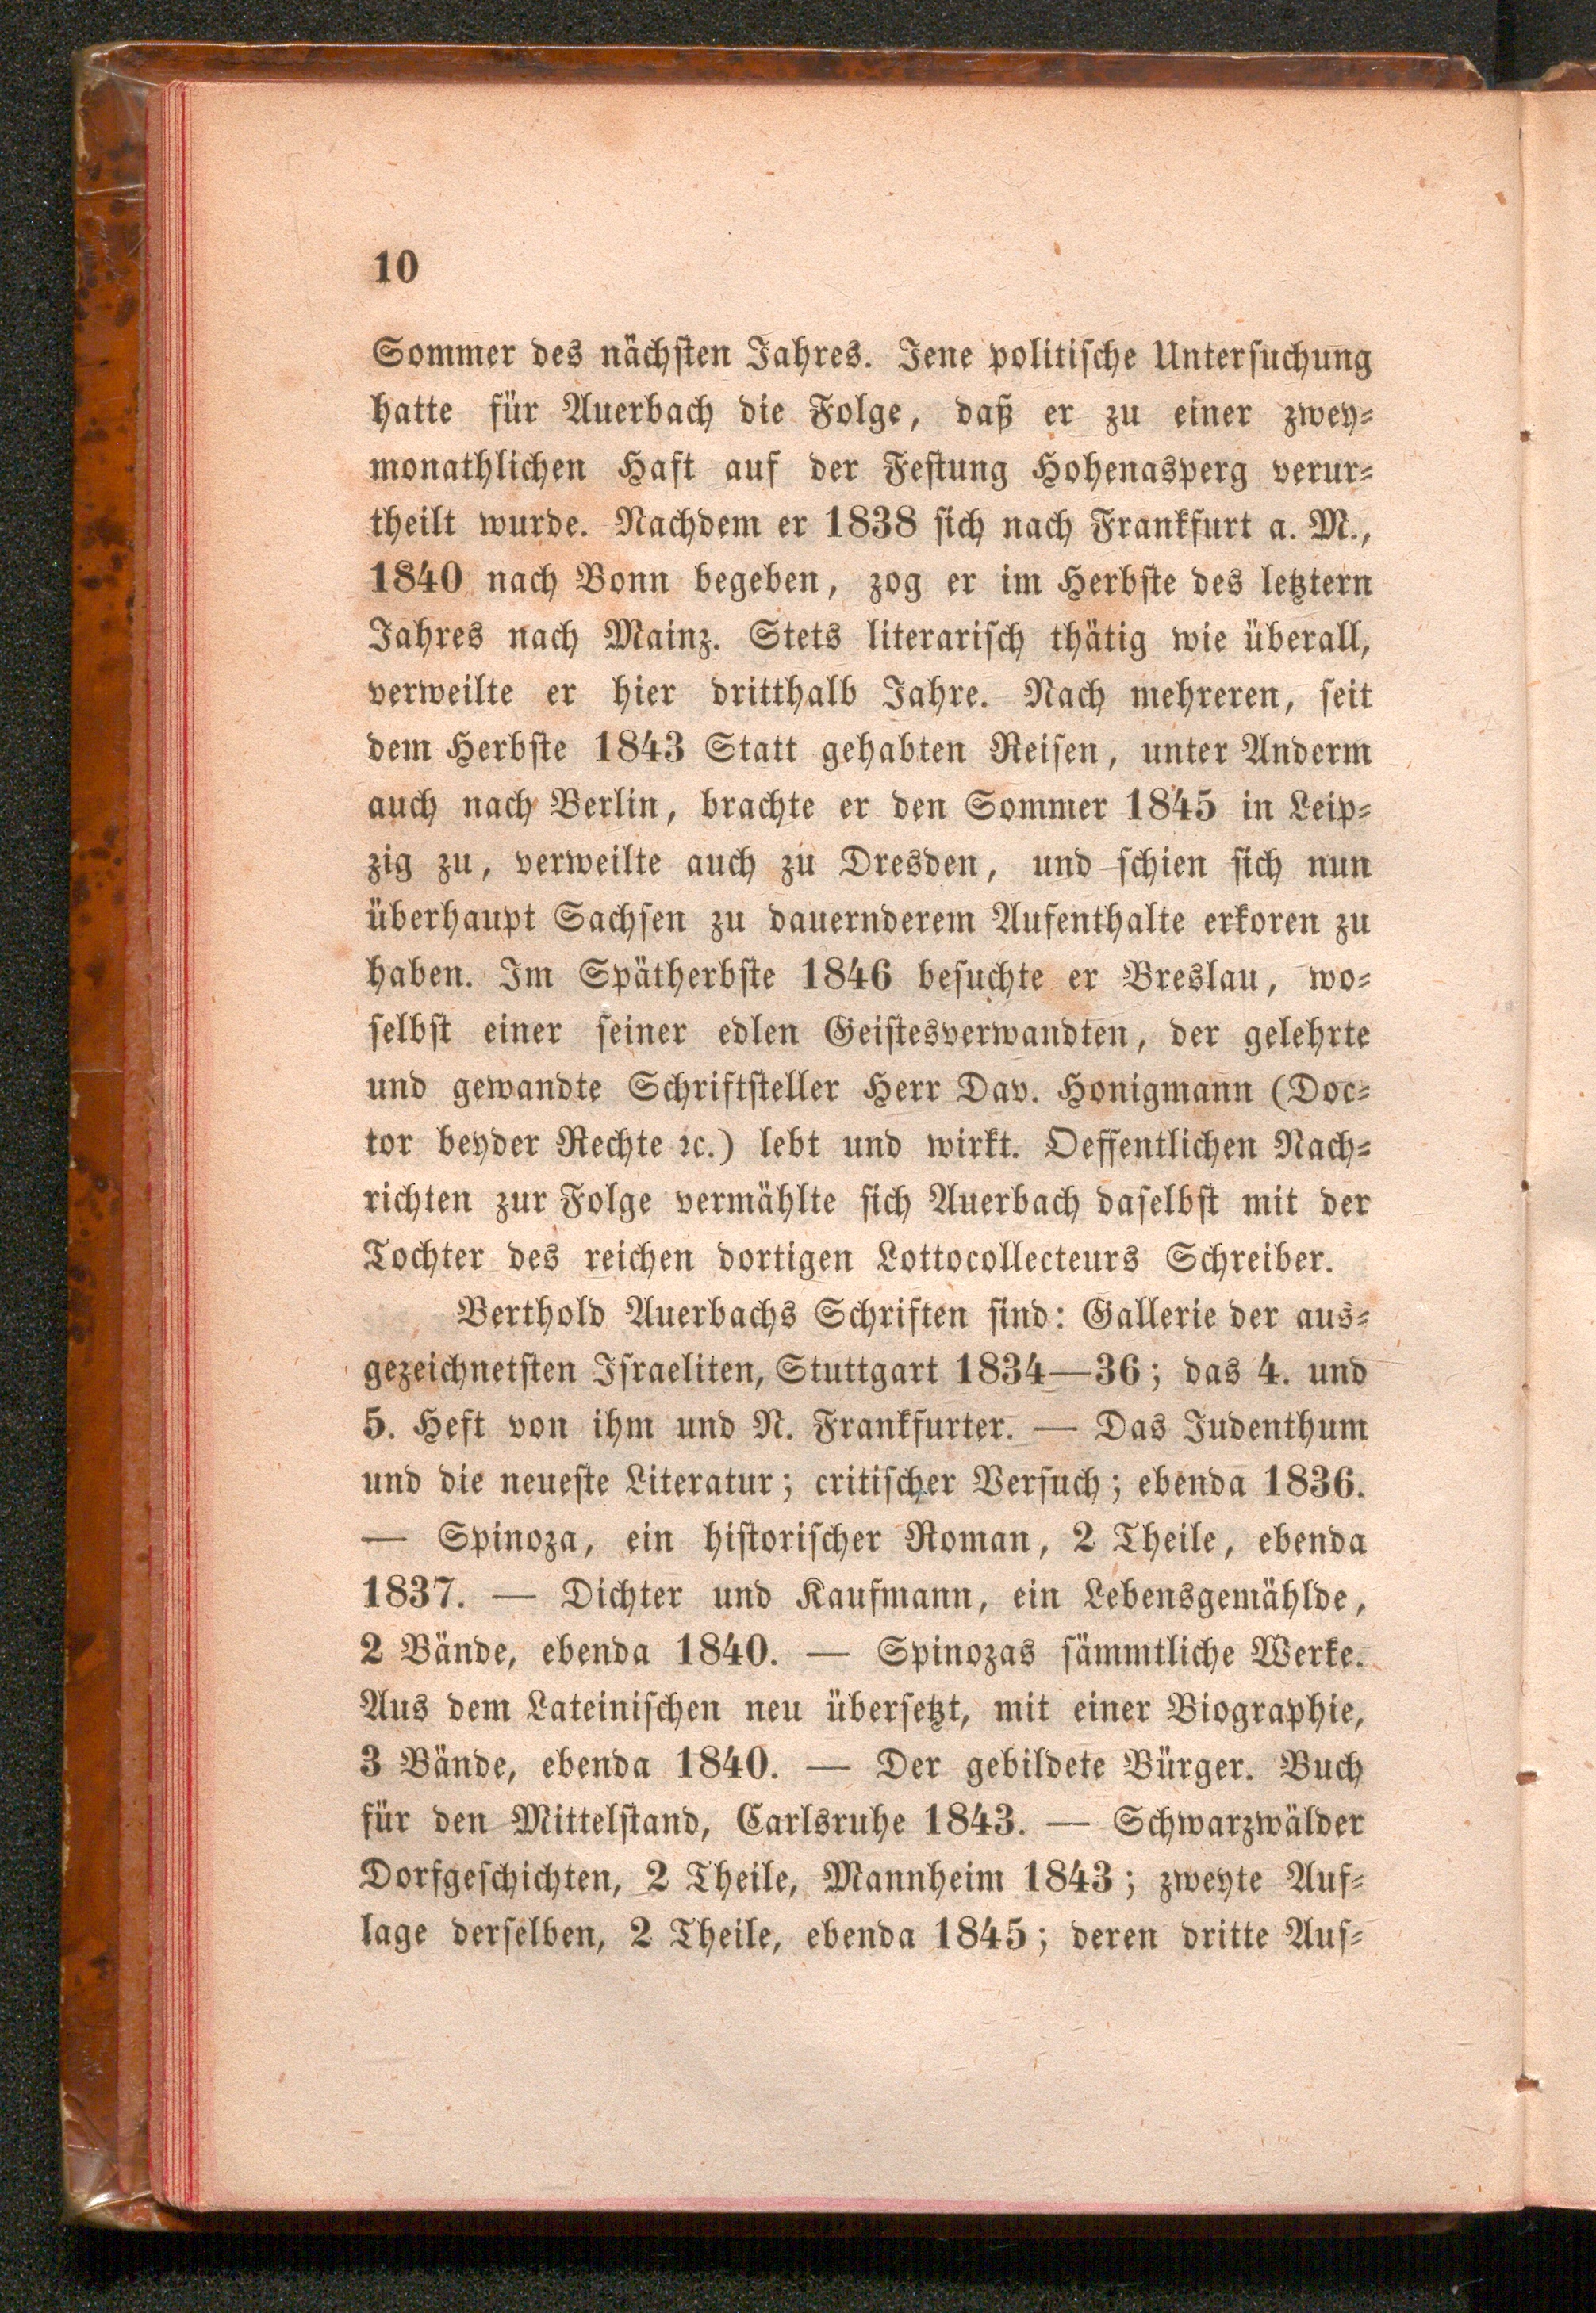 10
Sommer des nächsten Jahres. Jene politische Untersuchung
hatte für Auerbach die Folge, daß er zu einer zwey=
monathlichen Haft auf der Festung Hohenasperg verur=
theilt wurde. Nachdem er 1838 sich nach Frankfurt a. M.,
1840 nach Bonn begeben, zog er im Herbste des letztern
Jahres nach Mainz. Stets literarisch thätig wie überall,
verweilte er hier dritthalb Jahre. Nach mehreren, seit
dem Herbste 1843 Statt gehabten Reisen, unter Anderm
auch nach Berlin, brachte er den Sommer 1845 in Leip=
zig zu, verweilte auch zu Dresden, und schien sich nun
überhaupt Sachsen zu dauernderem Aufenthalte erkoren zu
haben. Im Spätherbste 1846 besuchte er Breslau, wo=
selbst einer seiner edlen Geistesverwandten, der gelehrte
und gewandte Schriftsteller Herr Dav. Honigmann (Doc=
tor beyder Rechte ꝛc.) lebt und wirkt. Oeffentlichen Nach=
richten zur Folge vermählte sich Auerbach daselbst mit der
Tochter des reichen dortigen Lottocollecteurs Schreiber.
Berthold Auerbachs Schriften sind: Gallerie der aus=
gezeichnetsten Israeliten, Stuttgart 1834—36; das 4. und
5. Heft von ihm und N. Frankfurter. — Das Judenthum
und die neueste Literatur; critischer Versuch; ebenda 1836.
— Spinoza, ein historischer Roman, 2 Theile, ebenda
1837. — Dichter und Kaufmann, ein Lebensgemählde,
2 Bände, ebenda 1840. — Spinozas sämmtliche Werke.
Aus dem Lateinischen neu übersetzt, mit einer Biographie,
3 Bände, ebenda 1840. — Der gebildete Bürger. Buch
für den Mittelstand, Carlsruhe 1843. — Schwarzwälder
Dorfgeschichten, 2 Theile, Mannheim 1843; zweyte Auf=
lage derselben, 2 Theile, ebenda 1845; deren dritte Auf=